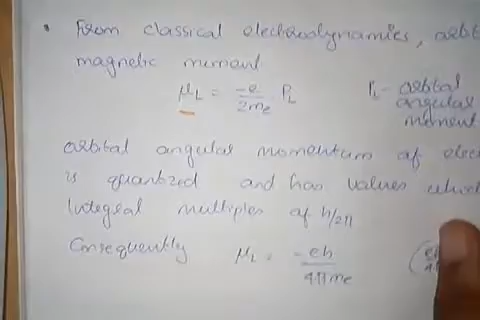 • From classical electrodynamics, orbit
magnetic moment
μL = -e/2me . PL
PL - orbital
angular
moment
orbital angular momentum of elec
is quantized and has values which
Integral multiples of h/2π
Consequently μL = -eh/4πme